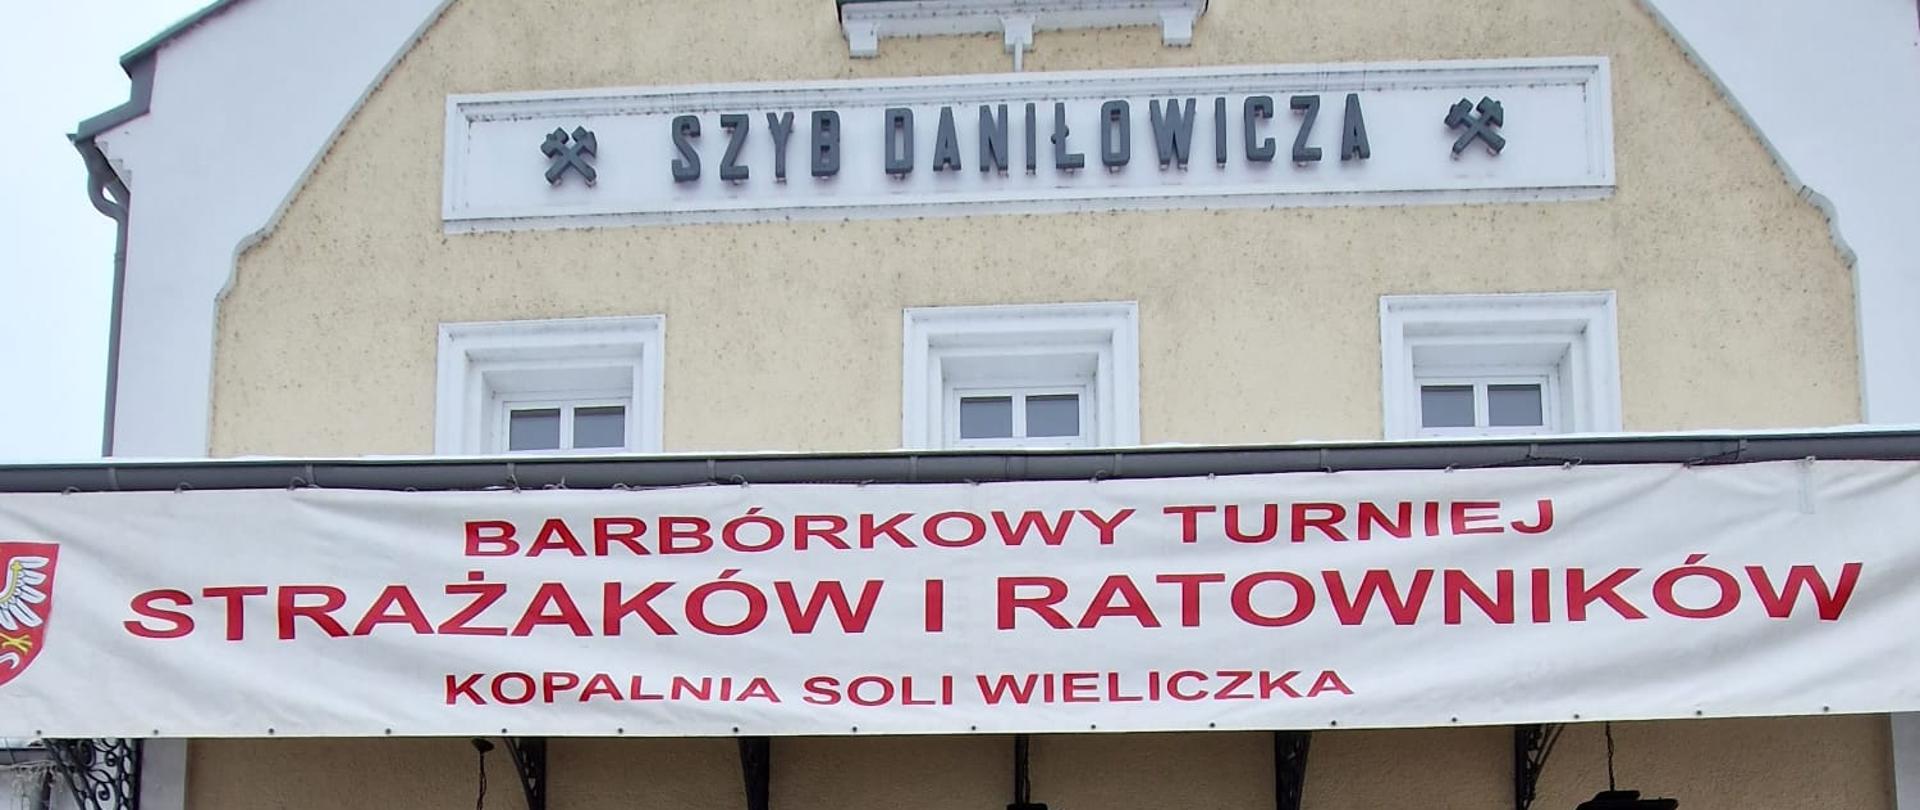 SZYB DANIŁOWICZA
BARBÓRKOWY TURNIEJ
STRAŻAKÓW I RATOWNIKÓW
KOPALNIA SOLI WIELICZKA